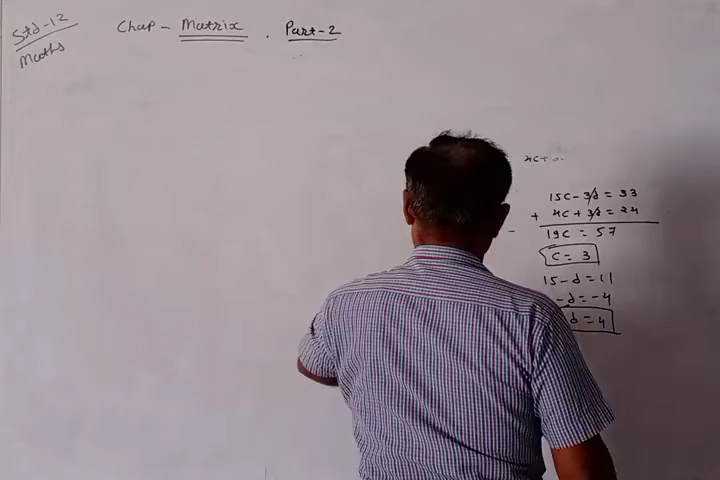 Std-12
Maths
Chap - Matrix . Part-2
15c - 3d = 33
+ 4c + 3d = 24
19c = 57
c = 3
15 - d = 11
-d = -4
d = 4